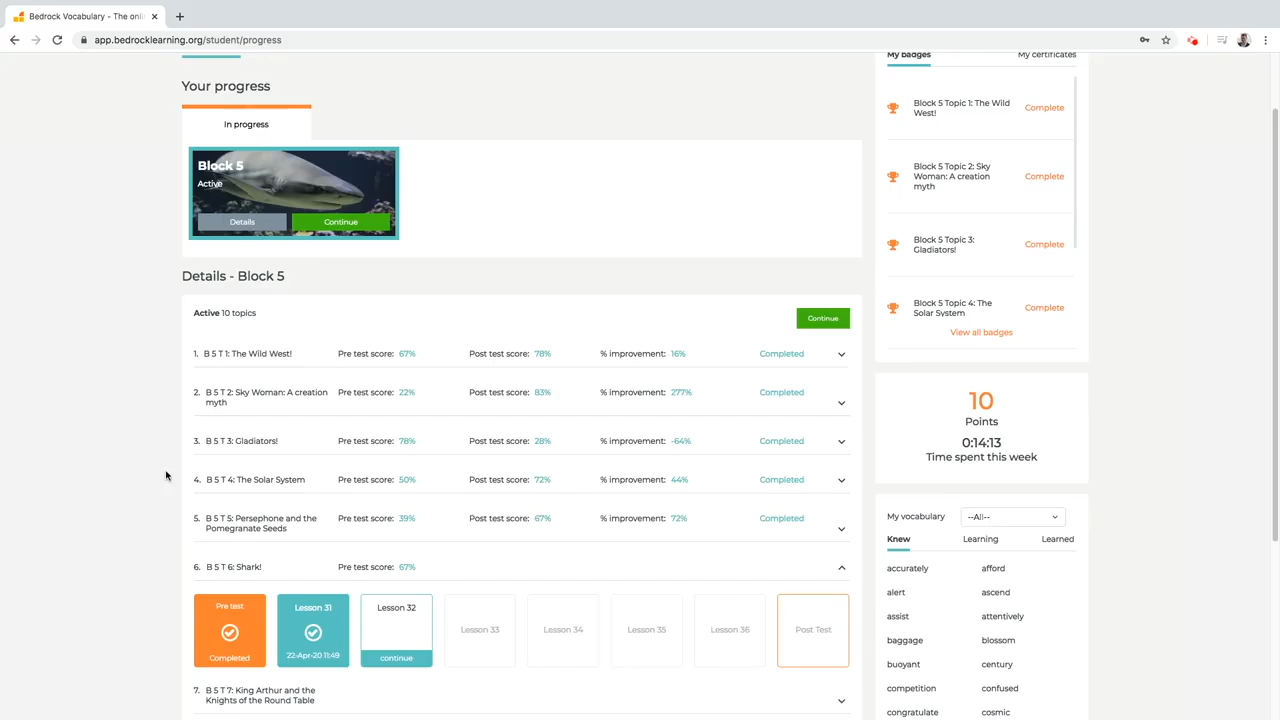 Bedrock Vocabulary - The onli
app.bedrocklearning.org/student/progress
Your progress
In progress
Block 5
Active
Details
Continue
Details - Block 5
Active 10 topics
Continue
1. B 5 T 1: The Wild West! Pre test score: 67% Post test score: 78% % improvement: 16% Completed
2. B 5 T 2: Sky Woman: A creation Pre test score: 22% Post test score: 83% % improvement: 277% Completed
myth
3. B 5 T 3: Gladiators! Pre test score: 78% Post test score: 28% % improvement: -64% Completed
4. B 5 T 4: The Solar System Pre test score: 50% Post test score: 72% % improvement: 44% Completed
5. B 5 T 5: Persephone and the Pre test score: 39% Post test score: 67% % improvement: 72% Completed
Pomegranate Seeds
6. B 5 T 6: Shark! Pre test score: 67%
Pre test
Completed
Lesson 31
22-Apr-20 11:49
Lesson 32
continue
Lesson 33
Lesson 34
Lesson 35
Lesson 36
Post Test
7. B 5 T 7: King Arthur and the
Knights of the Round Table
My badges My certificates
Block 5 Topic 1: The Wild Complete
West!
Block 5 Topic 2: Sky
Woman: A creation Complete
myth
Block 5 Topic 3: Complete
Gladiators!
Block 5 Topic 4: The Complete
Solar System
View all badges
10
Points
0:14:13
Time spent this week
My vocabulary --All--
Knew Learning Learned
accurately afford
alert ascend
assist attentively
baggage blossom
buoyant century
competition confused
congratulate cosmic